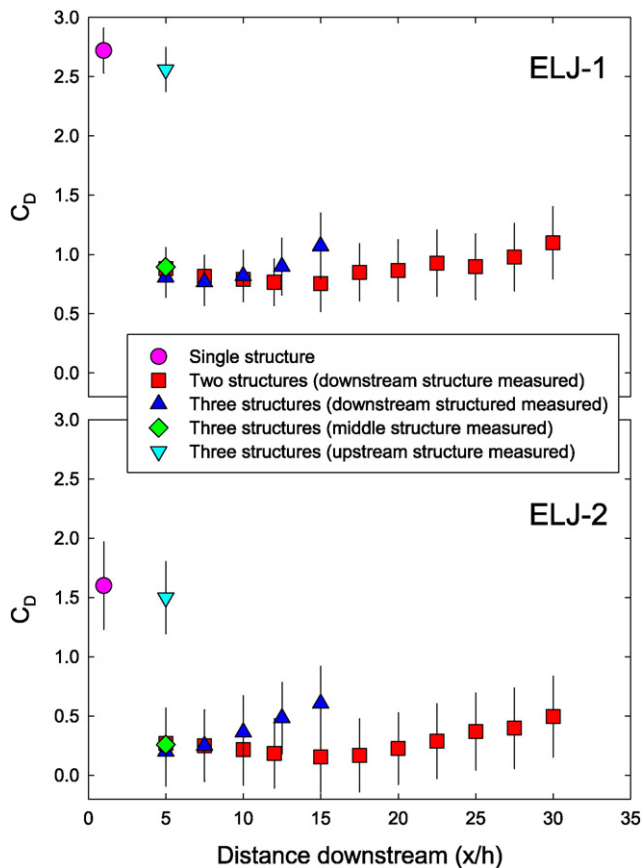 3.0
2.5
2.0
1.5
1.0
0.5
0.0
C_D
ELJ-1
Single structure
Two structures (downstream structure measured)
Three structures (downstream structured measured)
Three structures (middle structure measured)
Three structures (upstream structure measured)
3.0
2.5
2.0
1.5
1.0
0.5
0.0
C_D
ELJ-2
0 5 10 15 20 25 30 35
Distance downstream (x/h)